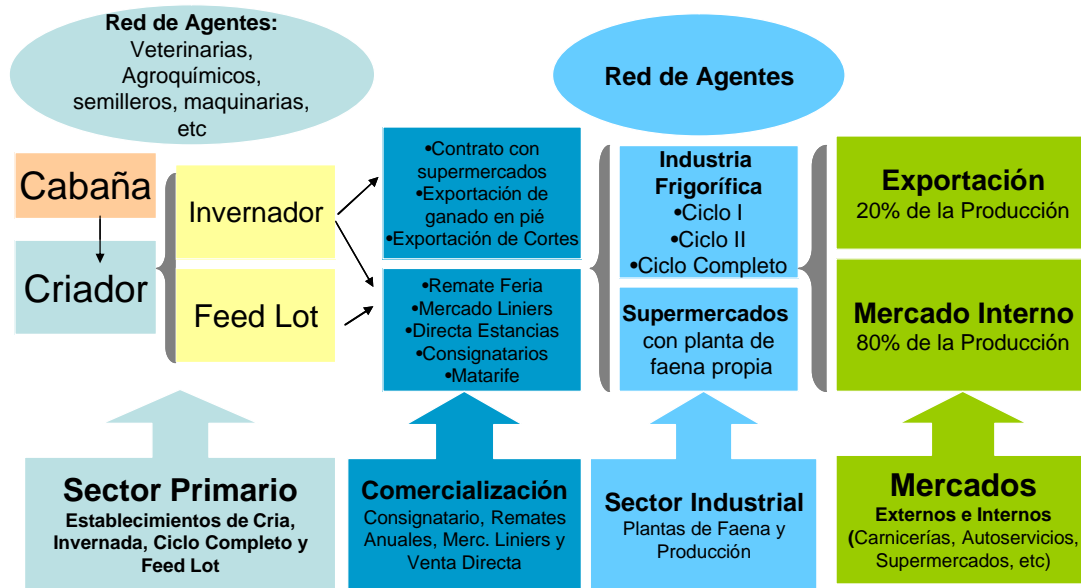 Red de Agentes:
Veterinarias,
Agroquímicos,
semilleros, maquinarias,
etc
Red de Agentes
Cabaña
Criador
Invernador
Feed Lot
•Contrato con
supermercados
•Exportación de
ganado en pié
•Exportación de Cortes
•Remate Feria
•Mercado Liniers
•Directa Estancias
•Consignatarios
•Matarife
Industria
Frigorífica
•Ciclo I
•Ciclo II
•Ciclo Completo
Supermercados
con planta de
faena propia
Exportación
20% de la Producción
Mercado Interno
80% de la Producción
Sector Primario
Establecimientos de Cria,
Invernada, Ciclo Completo y
Feed Lot
Comercialización
Consignatario, Remates
Anuales, Merc. Liniers y
Venta Directa
Sector Industrial
Plantas de Faena y
Producción
Mercados
Externos e Internos
(Carnicerías, Autoservicios,
Supermercados, etc)